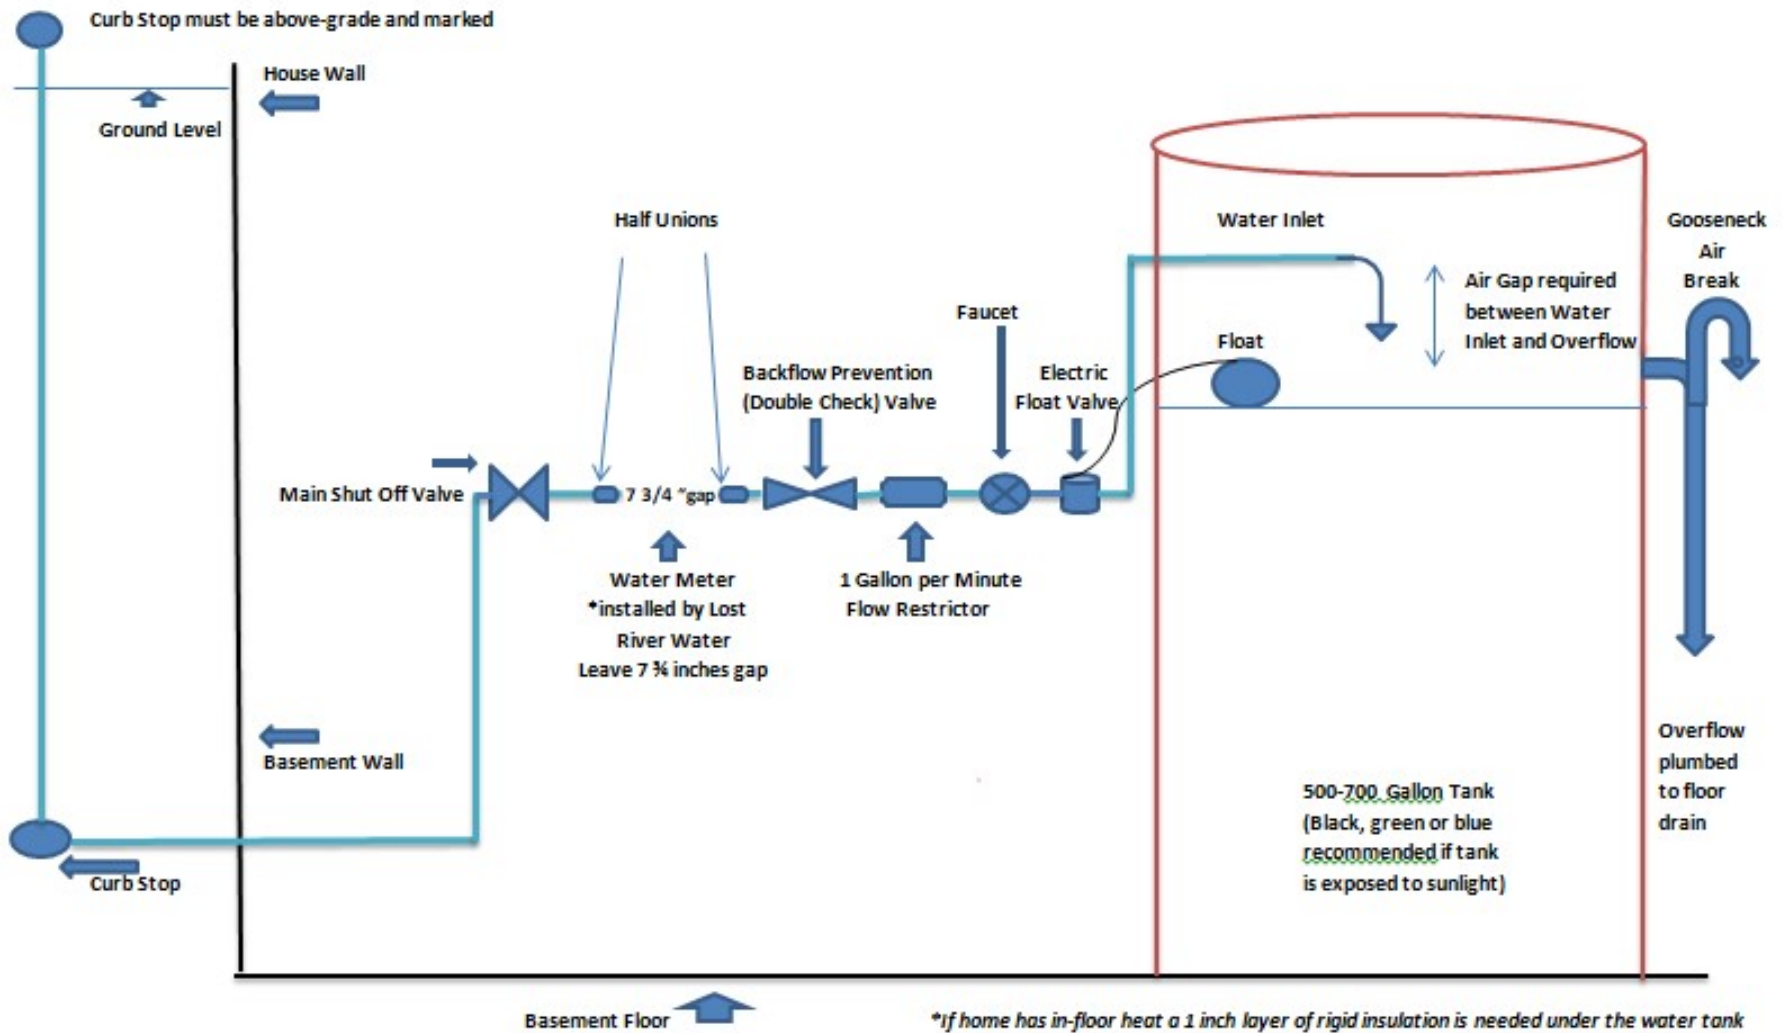 Curb Stop must be above-grade and marked
House Wall
Ground Level
Half Unions
Water Inlet
Gooseneck
Air
Break
Air Gap required
between Water
Inlet and Overflow
Faucet
Float
Backflow Prevention
(Double Check) Valve
Electric
Float Valve
Main Shut Off Valve
7 3/4 "gap
Water Meter
*installed by Lost
River Water
Leave 7 ¾ inches gap
1 Gallon per Minute
Flow Restrictor
Basement Wall
Overflow
plumbed
to floor
drain
500-700 Gallon Tank
(Black, green or blue
recommended if tank
is exposed to sunlight)
Curb Stop
Basement Floor
*If home has in-floor heat a 1 inch layer of rigid insulation is needed under the water tank